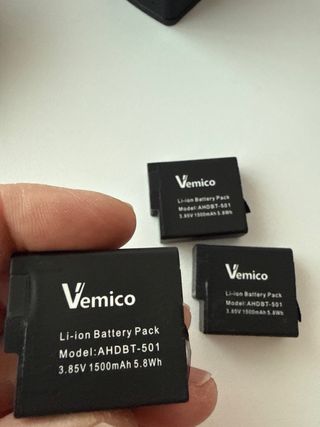 Vemico
Li-ion Battery Pack
Model:AHDBT-501
3.85V 1500mAh 5.8Wh
Vemico
Li-ion Battery Pack
Model:AHDBT-501
3.85V 1500mAh 5.8Wh
Vemico
Li-ion Battery Pack
Model:AHDBT-501
3.85V 1500mAh 5.8Wh